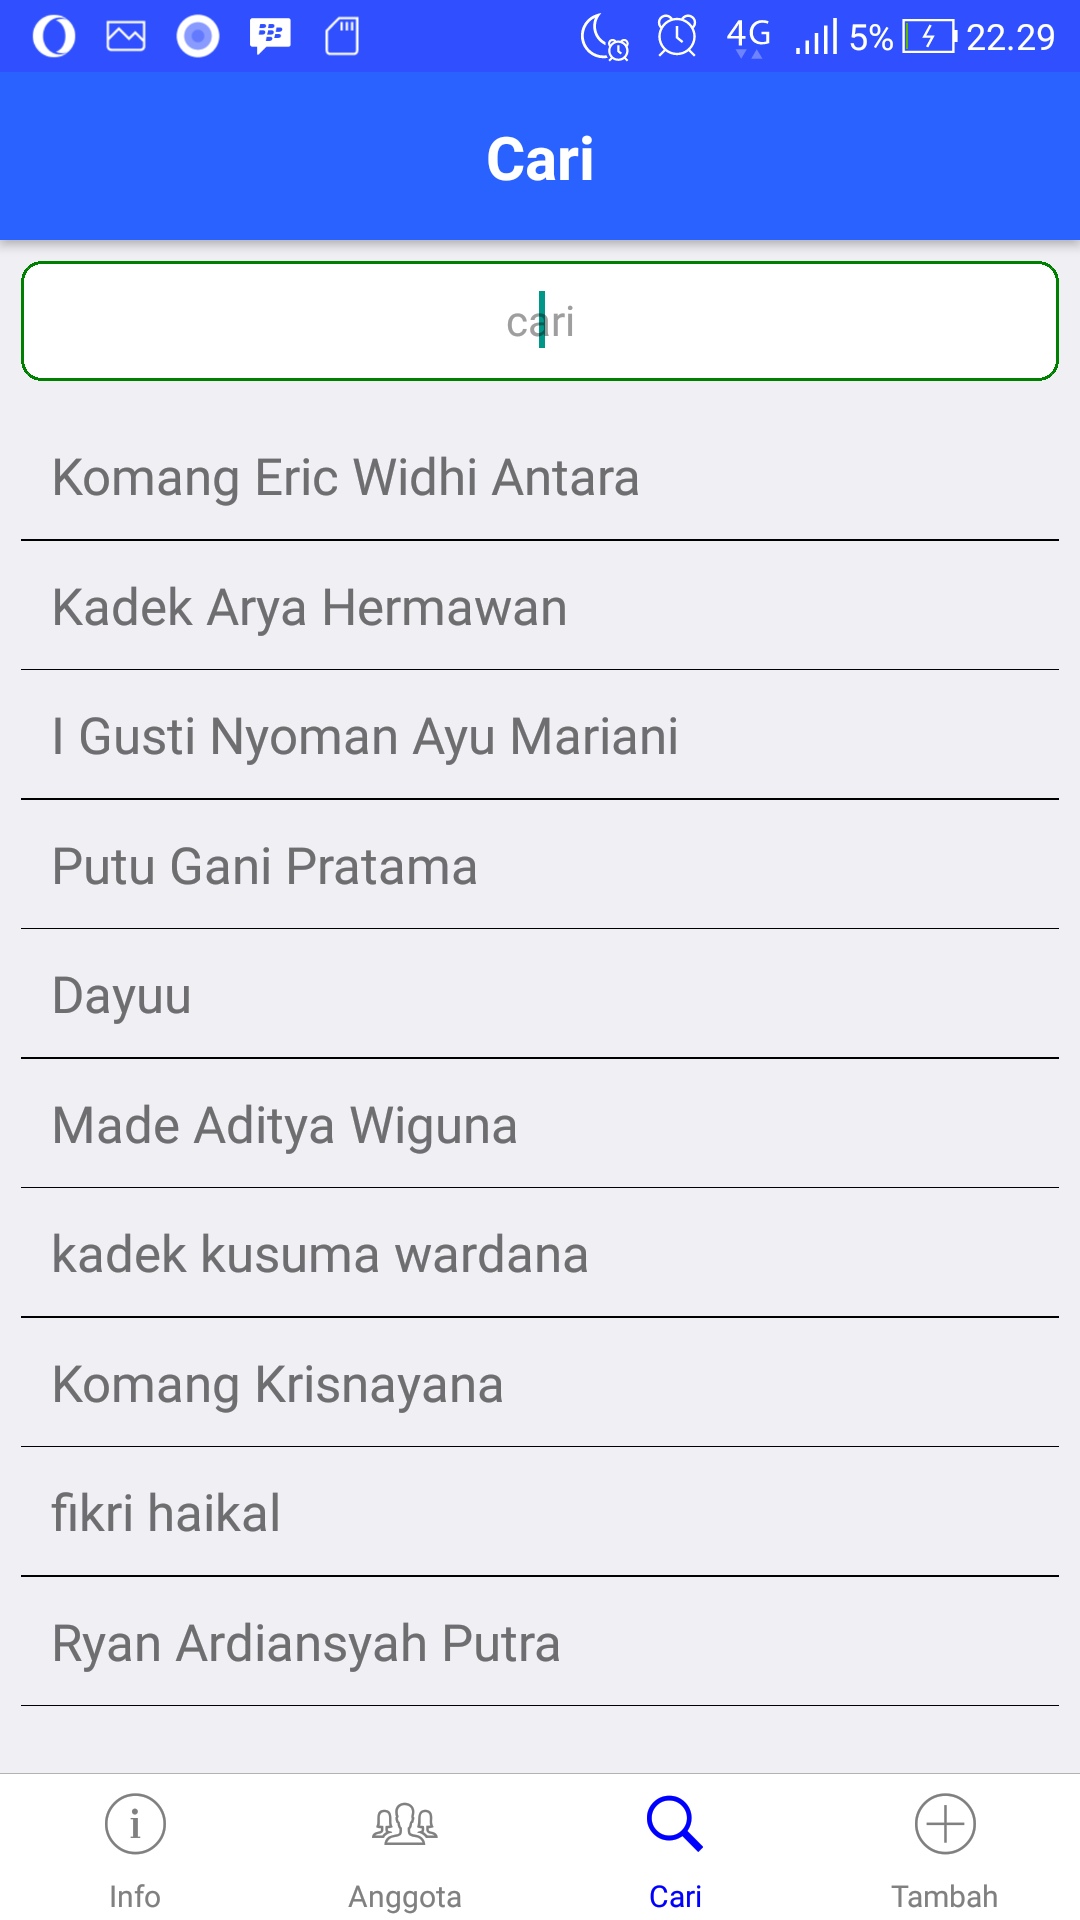 4G 5% 22.29
Cari
cari
Komang Eric Widhi Antara
Kadek Arya Hermawan
I Gusti Nyoman Ayu Mariani
Putu Gani Pratama
Dayuu
Made Aditya Wiguna
kadek kusuma wardana
Komang Krisnayana
fikri haikal
Ryan Ardiansyah Putra
Info Anggota Cari Tambah